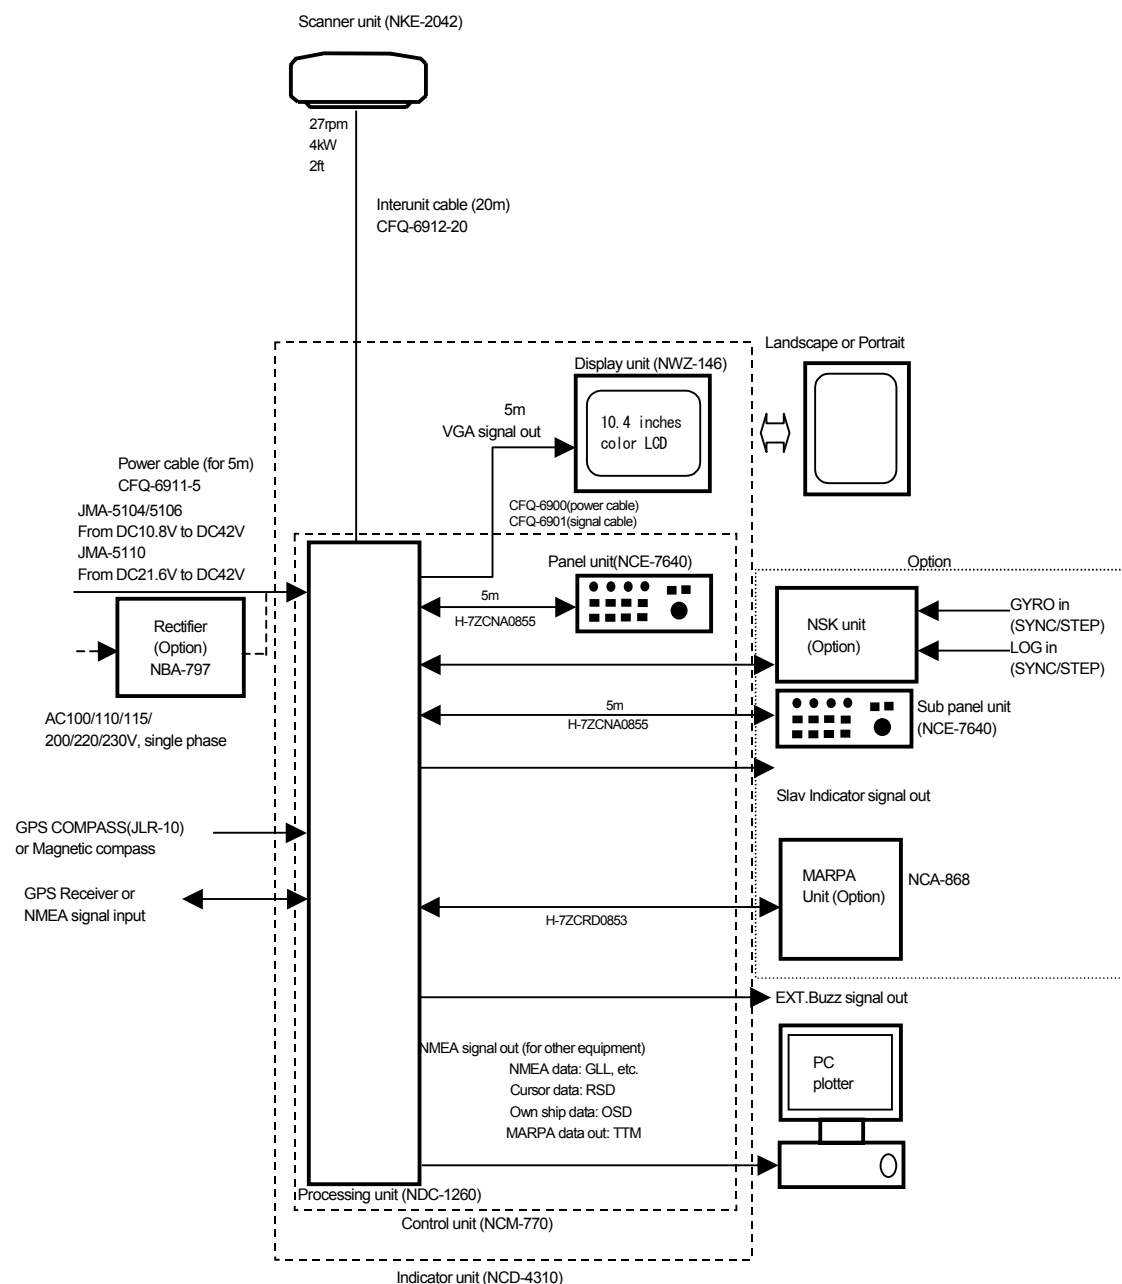 Scanner unit (NKE-2042)
27rpm
4kW
2ft
Interunit cable (20m)
CFQ-6912-20
Landscape or Portrait
Display unit (NWZ-146)
10.4 inches
color LCD
5m
VGA signal out
CFQ-6900(power cable)
CFQ-6901(signal cable)
Power cable (for 5m)
CFQ-6911-5
JMA-5104/5106
From DC10.8V to DC42V
JMA-5110
From DC21.6V to DC42V
Rectifier
(Option)
NBA-797
AC100/110/115/
200/220/230V, single phase
Panel unit(NCE-7640)
5m
H-7ZCNA0855
Option
NSK unit
(Option)
GYRO in
(SYNC/STEP)
LOG in
(SYNC/STEP)
5m
H-7ZCNA0855
Sub panel unit
(NCE-7640)
Slav Indicator signal out
GPS COMPASS(JLR-10)
or Magnetic compass
GPS Receiver or
NMEA signal input
MARPA
Unit (Option)
NCA-868
H-7ZCRD0853
EXT.Buzz signal out
NMEA signal out (for other equipment)
NMEA data: GLL, etc.
Cursor data: RSD
Own ship data: OSD
MARPA data out: TTM
PC
plotter
Processing unit (NDC-1260)
Control unit (NCM-770)
Indicator unit (NCD-4310)